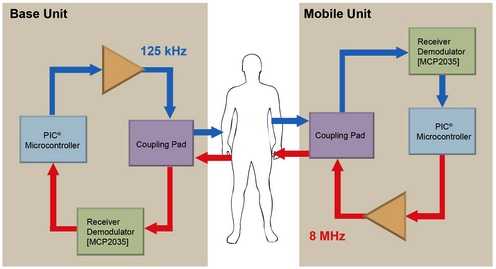 Base Unit
125 kHz
PIC®
Microcontroller
Coupling Pad
Receiver
Demodulator
[MCP2035]
Mobile Unit
Receiver
Demodulator
[MCP2035]
Coupling Pad
PIC®
Microcontroller
8 MHz